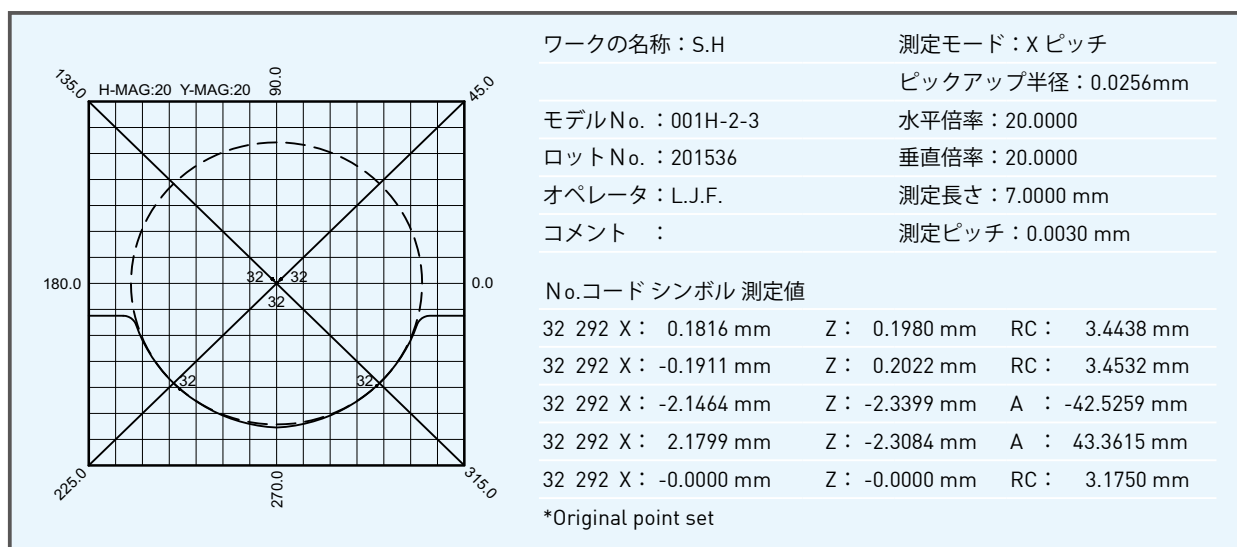 H-MAG:20 Y-MAG:20
135.0
90.0
45.0
180.0
0.0
32 32
32
32
32
225.0
270.0
315.0
ワークの名称：S.H 測定モード：X ピッチ
ピックアップ半径：0.0256mm
モデルNo.：001H-2-3 水平倍率：20.0000
ロットNo.：201536 垂直倍率：20.0000
オペレータ：L.J.F. 測定長さ：7.0000 mm
コメント ： 測定ピッチ：0.0030 mm
No.コード シンボル 測定値
32 292 X： 0.1816 mm Z： 0.1980 mm RC： 3.4438 mm
32 292 X： -0.1911 mm Z： 0.2022 mm RC： 3.4532 mm
32 292 X： -2.1464 mm Z： -2.3399 mm A ： -42.5259 mm
32 292 X： 2.1799 mm Z： -2.3084 mm A ： 43.3615 mm
32 292 X： -0.0000 mm Z： -0.0000 mm RC： 3.1750 mm
*Original point set